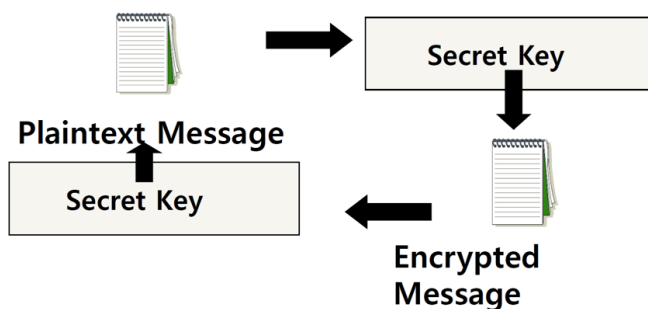 Secret Key
Plaintext Message
Secret Key
Encrypted
Message